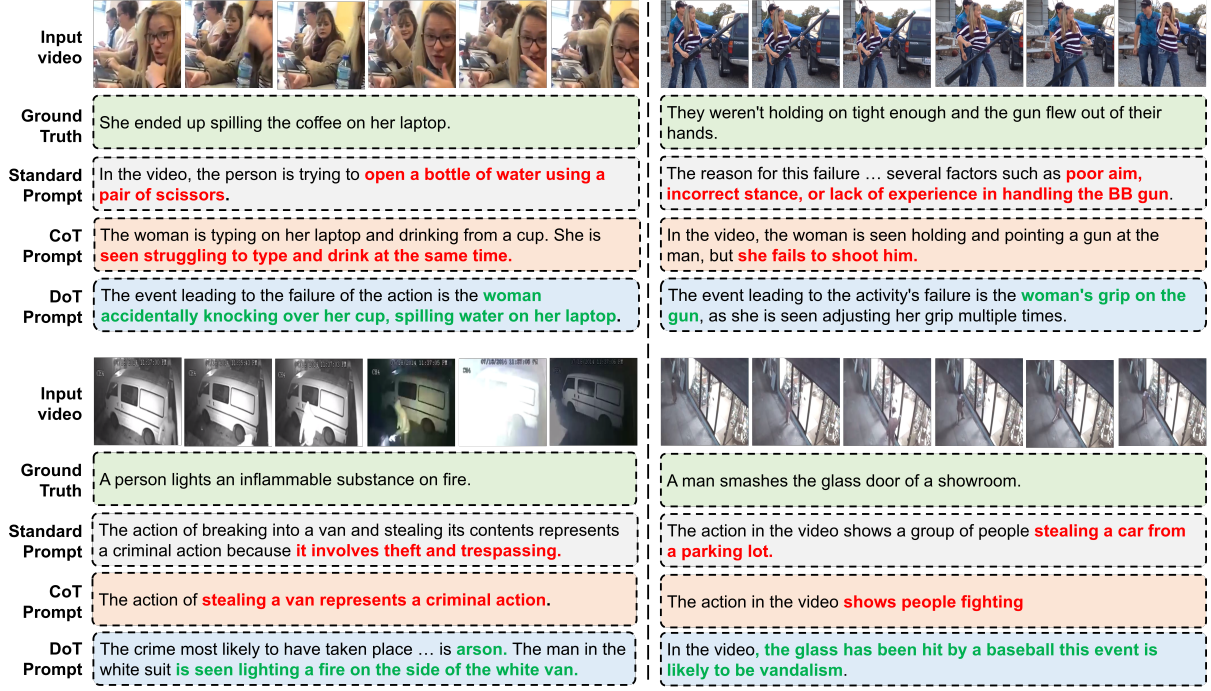 Input
video
Ground
Truth
She ended up spilling the coffee on her laptop.
They weren't holding on tight enough and the gun flew out of their
hands.
Standard
Prompt
In the video, the person is trying to open a bottle of water using a
pair of scissors.
The reason for this failure … several factors such as poor aim,
incorrect stance, or lack of experience in handling the BB gun.
CoT
Prompt
The woman is typing on her laptop and drinking from a cup. She is
seen struggling to type and drink at the same time.
In the video, the woman is seen holding and pointing a gun at the
man, but she fails to shoot him.
DoT
Prompt
The event leading to the failure of the action is the woman
accidentally knocking over her cup, spilling water on her laptop.
The event leading to the activity's failure is the woman's grip on the
gun, as she is seen adjusting her grip multiple times.
Input
video
Ground
Truth
A person lights an inflammable substance on fire.
A man smashes the glass door of a showroom.
Standard
Prompt
The action of breaking into a van and stealing its contents represents
a criminal action because it involves theft and trespassing.
The action in the video shows a group of people stealing a car from
a parking lot.
CoT
Prompt
The action of stealing a van represents a criminal action.
The action in the video shows people fighting
DoT
Prompt
The crime most likely to have taken place … is arson. The man in the
white suit is seen lighting a fire on the side of the white van.
In the video, the glass has been hit by a baseball this event is
likely to be vandalism.